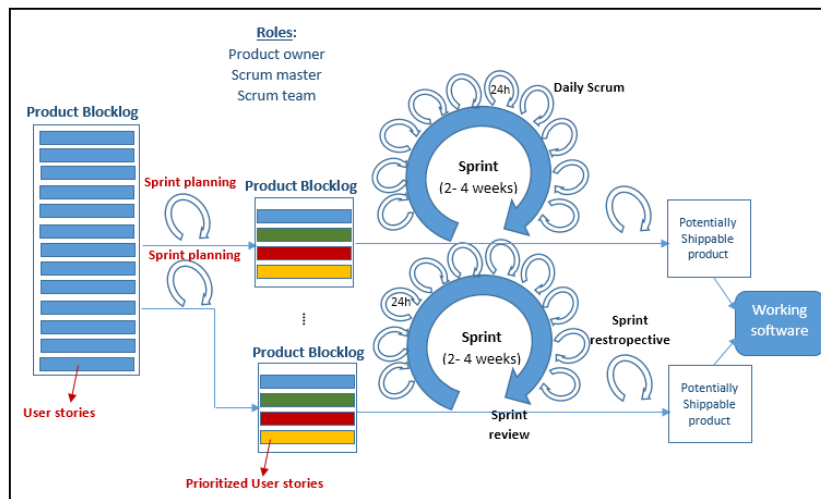 Roles:
Product owner
Scrum master
Scrum team
Product Blocklog
Sprint planning
Sprint planning
User stories
Product Blocklog
24h
Daily Scrum
Sprint
(2- 4 weeks)
Potentially
Shippable
product
⁞
Product Blocklog
Prioritized User stories
24h
Sprint
(2- 4 weeks)
Sprint
review
Sprint
restropective
Potentially
Shippable
product
Working
software